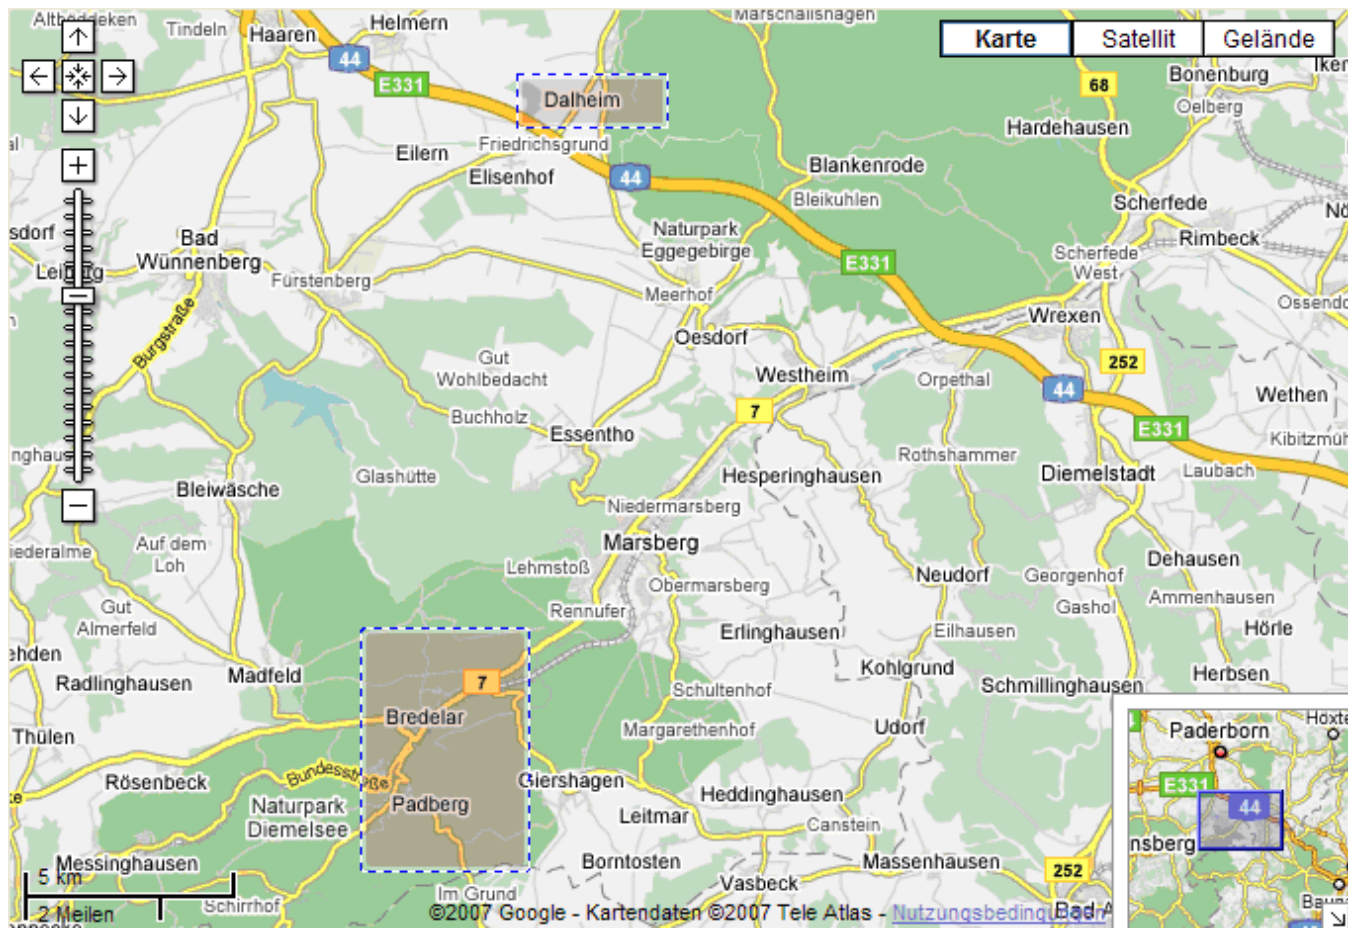 Altböddeken
Tindeln
Haaren
Helmern
Marschallshagen
Karte
Satellit
Gelände
44
E331
Dalheim
68
Bonenburg
Oelberg
Hardehausen
Friedrichsgrund
Eilern
Elisenhof
44
Blankenrode
Bleikuhlen
Scherfede
Rimbeck
Bad
Wünnenberg
Naturpark
Eggegebirge
E331
Scherfede
West
Fürstenberg
Meerhof
Burgstraße
Oesdorf
Wrexen
Gut
Wohlbedacht
Westheim
Orpethal
252
44
Wethen
Buchholz
7
Essentho
E331
Rothshammer
Glashütte
Hesperinghausen
Diemelstadt
Laubach
Bleiwäsche
Niedermarsberg
Marsberg
Auf dem
Loh
Lehmstoß
Obermarsberg
Neudorf
Georgenhof
Dehausen
Ammenhausen
Gut
Almerfeld
Rennufer
Gashol
Erlinghausen
Eilhausen
Hörle
Radlinghausen
Madfeld
7
Kohlgrund
Schmillinghausen
Herbsen
Schultenhof
Thülen
Bredelar
Margarethenhof
Udorf
Paderborn
Rösenbeck
Bundesstraße
Giershagen
E331
44
Naturpark
Diemelsee
Padberg
Leitmar
Heddinghausen
Canstein
nsberg
Messinghausen
Borntosten
Massenhausen
252
5 km
Vasbeck
Schirrhof
Im Grund
2 Meilen
©2007 Google - Kartendaten ©2007 Tele Atlas - Nutzungsbedingungen